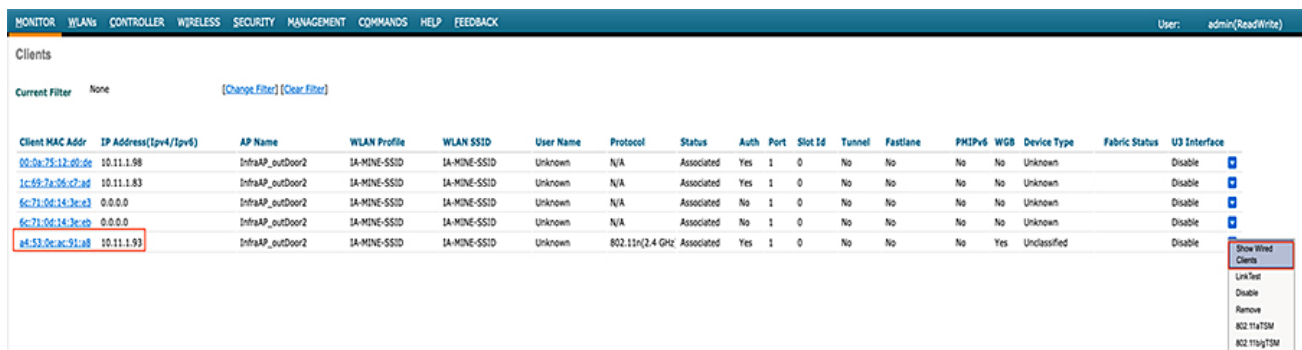 MONITOR WLANs CONTROLLER WIRELESS SECURITY MANAGEMENT COMMANDS HELP FEEDBACK User: admin(ReadWrite)
Clients
Current Filter None [Change Filter] [Clear Filter]
Client MAC Addr IP Address(Ipv4/Ipv6) AP Name WLAN Profile WLAN SSID User Name Protocol Status Auth Port Slot Id Tunnel Fastlane PMIPv6 WGB Device Type Fabric Status U3 Interface
00:0a:75:12:d0:de 10.11.1.98 InfraAP_outDoor2 IA-MINE-SSID IA-MINE-SSID Unknown N/A Associated Yes 1 0 No No No No Unknown Disable
1c:69:7a:06:c7:ad 10.11.1.83 InfraAP_outDoor2 IA-MINE-SSID IA-MINE-SSID Unknown N/A Associated Yes 1 0 No No No No Unknown Disable
6c:71:0d:14:3e:e3 0.0.0.0 InfraAP_outDoor2 IA-MINE-SSID IA-MINE-SSID Unknown N/A Associated No 1 0 No No No No Unknown Disable
6c:71:0d:14:3e:eb 0.0.0.0 InfraAP_outDoor2 IA-MINE-SSID IA-MINE-SSID Unknown N/A Associated No 1 0 No No No No Unknown Disable
a4:53:0e:ac:91:a8 10.11.1.93 InfraAP_outDoor2 IA-MINE-SSID IA-MINE-SSID Unknown 802.11n(2.4 GHz Associated Yes 1 0 No No No Yes Unclassified Disable
Show Wired
Clients
LinkTest
Disable
Remove
802.11aTSM
802.11b/gTSM